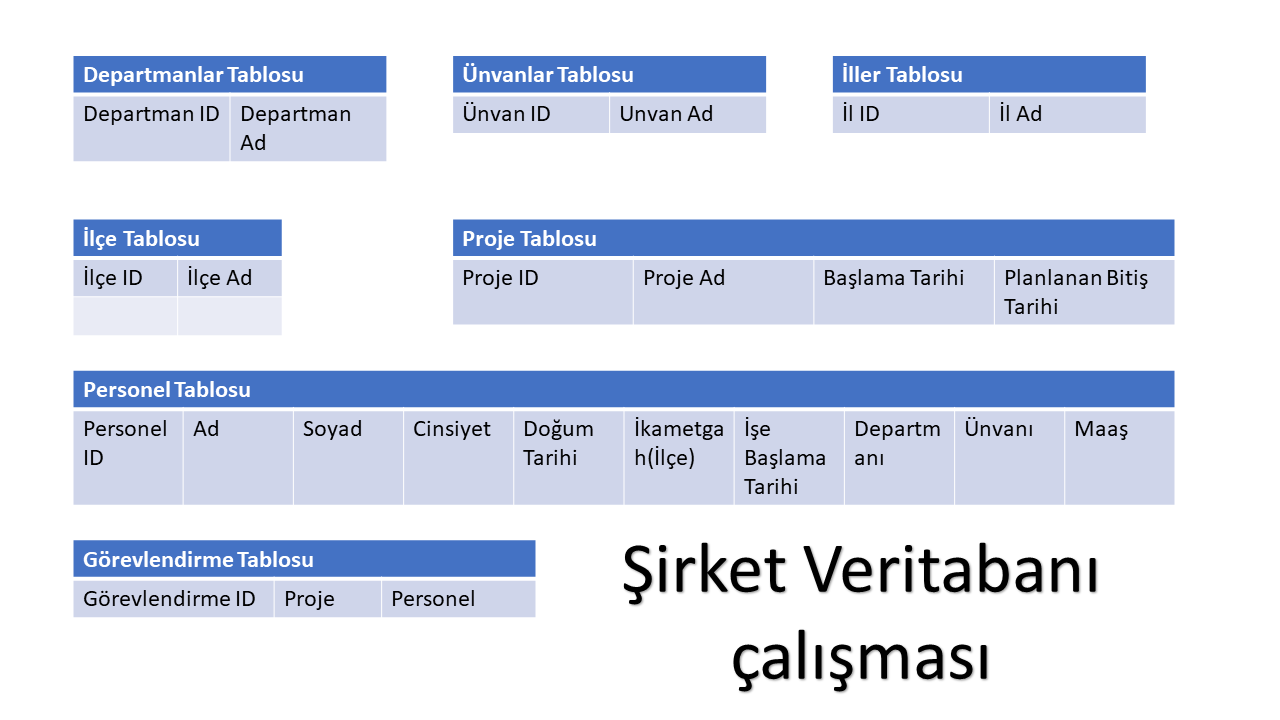 Departmanlar Tablosu
Departman ID
Departman
Ad
Ünvanlar Tablosu
Ünvan ID
Unvan Ad
İller Tablosu
İl ID
İl Ad
İlçe Tablosu
İlçe ID
İlçe Ad
Proje Tablosu
Proje ID
Proje Ad
Başlama Tarihi
Planlanan Bitiş
Tarihi
Personel Tablosu
Personel
ID
Ad
Soyad
Cinsiyet
Doğum
Tarihi
İkametga
h(İlçe)
İşe
Başlama
Tarihi
Departm
anı
Ünvanı
Maaş
Görevlendirme Tablosu
Görevlendirme ID
Proje
Personel
Şirket Veritabanı
çalışması